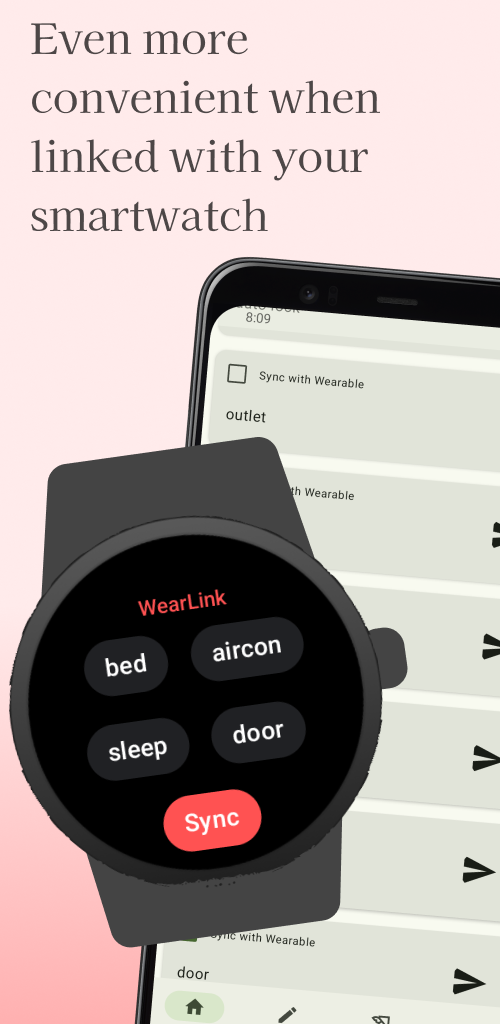 Even more
convenient when
linked with your
smartwatch
8:09
Sync with Wearable
outlet
with Wearable
WearLink
bed
aircon
sleep
door
Sync
Sync with Wearable
door